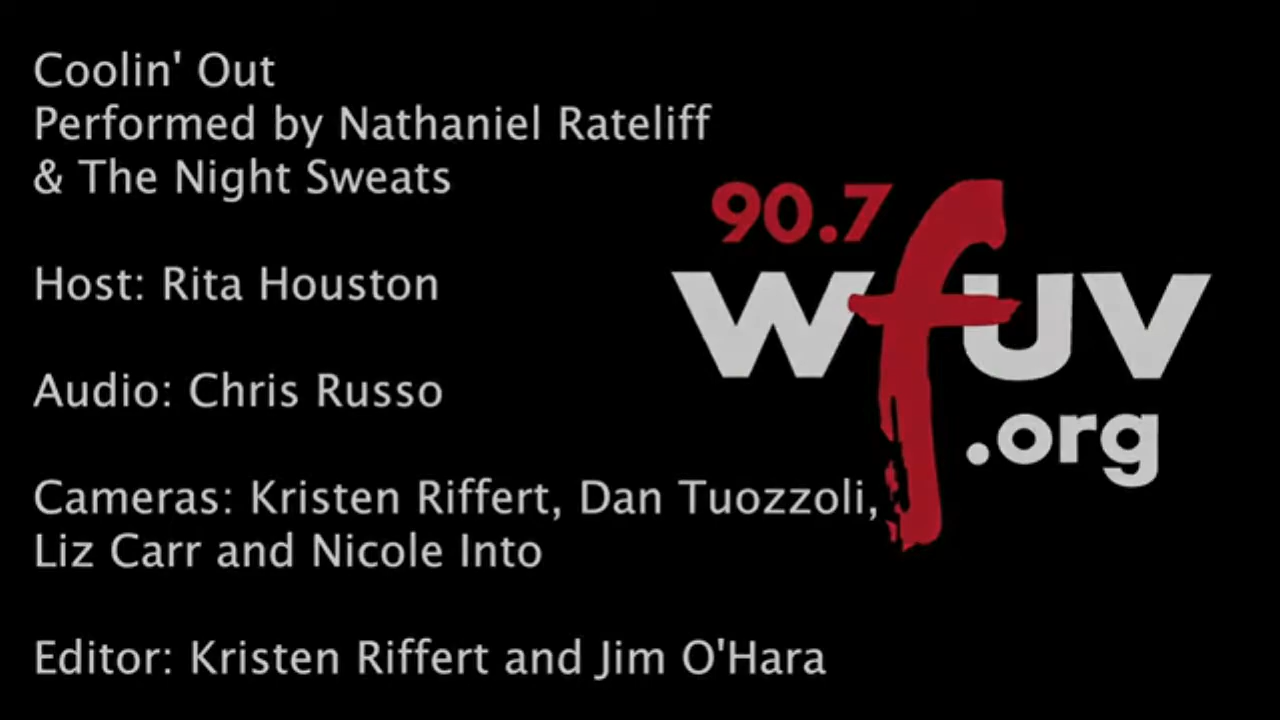 Coolin' Out
Performed by Nathaniel Rateliff
& The Night Sweats
Host: Rita Houston
Audio: Chris Russo
Cameras: Kristen Riffert, Dan Tuozzoli,
Liz Carr and Nicole Into
Editor: Kristen Riffert and Jim O'Hara
90.7
wfuv
.org